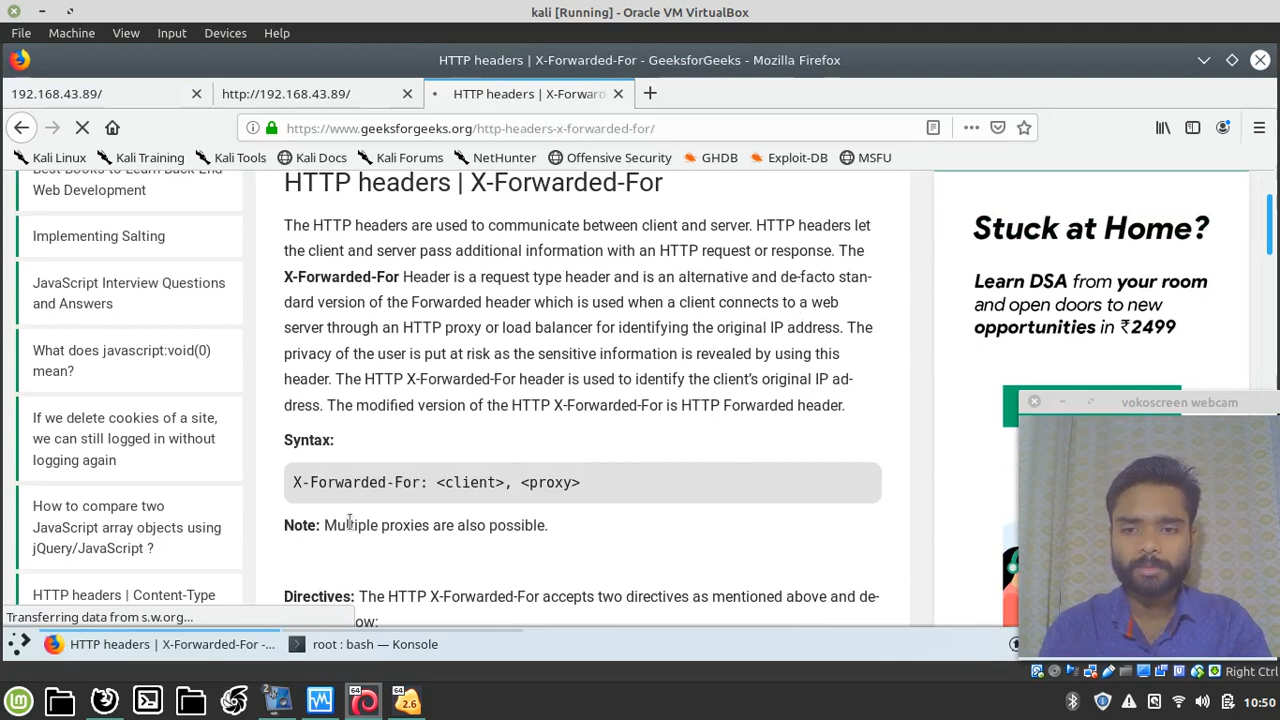 kali [Running] - Oracle VM VirtualBox
File Machine View Input Devices Help
HTTP headers | X-Forwarded-For - GeeksforGeeks - Mozilla Firefox
192.168.43.89/
http://192.168.43.89/
HTTP headers | X-Forward
https://www.geeksforgeeks.org/http-headers-x-forwarded-for/
Kali Linux Kali Training Kali Tools Kali Docs Kali Forums NetHunter Offensive Security GHDB Exploit-DB MSFU
Best Books to Learn Back End
Web Development
Implementing Salting
JavaScript Interview Questions
and Answers
What does javascript:void(0)
mean?
If we delete cookies of a site,
we can still logged in without
logging again
How to compare two
JavaScript array objects using
jQuery/JavaScript ?
HTTP headers | Content-Type
HTTP headers | X-Forwarded-For
The HTTP headers are used to communicate between client and server. HTTP headers let
the client and server pass additional information with an HTTP request or response. The
X-Forwarded-For Header is a request type header and is an alternative and de-facto stan-
dard version of the Forwarded header which is used when a client connects to a web
server through an HTTP proxy or load balancer for identifying the original IP address. The
privacy of the user is put at risk as the sensitive information is revealed by using this
header. The HTTP X-Forwarded-For header is used to identify the client's original IP ad-
dress. The modified version of the HTTP X-Forwarded-For is HTTP Forwarded header.
Syntax:
X-Forwarded-For: <client>, <proxy>
Note: Multiple proxies are also possible.
Directives: The HTTP X-Forwarded-For accepts two directives as mentioned above and de-
ow:
Stuck at Home?
Learn DSA from your room
and open doors to new
opportunities in ₹2499
vokoscreen webcam
Transferring data from s.w.org...
HTTP headers | X-Forwarded-For -...
root : bash — Konsole
Right Ctrl
64
64
2.6
10:50